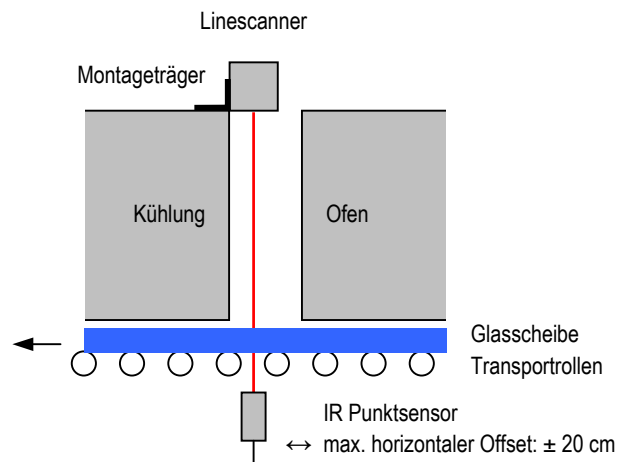 Linescanner
Montageträger
Kühlung
Ofen
Glasscheibe
Transportrollen
IR Punktsensor
↔ max. horizontaler Offset: ± 20 cm